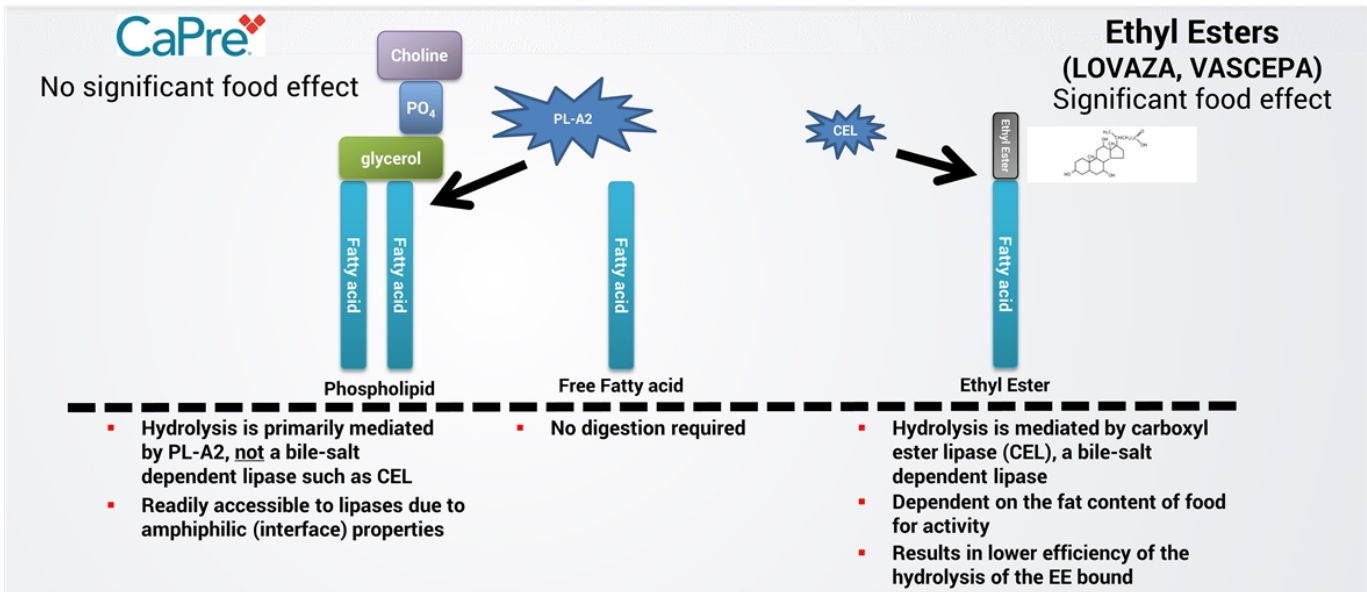 CaPre
No significant food effect
Choline
PO4
glycerol
Fatty acid
Fatty acid
Phospholipid
PL-A2
Fatty acid
Free Fatty acid
CEL
Ethyl Esters
(LOVAZA, VASCEPA)
Significant food effect
Ethyl Ester
Fatty acid
Ethyl Ester
▪ Hydrolysis is primarily mediated
by PL-A2, not a bile-salt
dependent lipase such as CEL
▪ Readily accessible to lipases due to
amphiphilic (interface) properties
▪ No digestion required
▪ Hydrolysis is mediated by carboxyl
ester lipase (CEL), a bile-salt
dependent lipase
▪ Dependent on the fat content of food
for activity
▪ Results in lower efficiency of the
hydrolysis of the EE bound